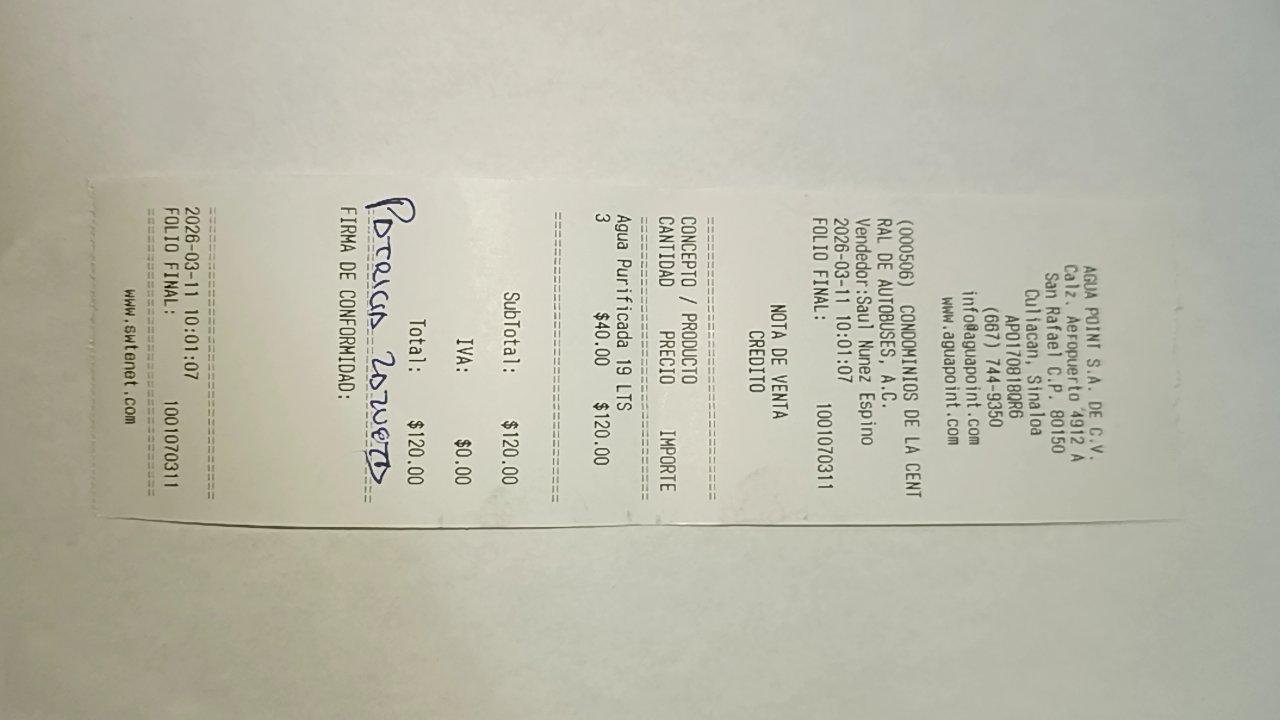 AGUA POINT S.A. DE C.V.
Calz. Aeropuerto 4912 A
San Rafael C.P. 80150
Culiacan, Sinaloa
APO170818QR6
(667) 744-9350
info@aguapoint.com
www.aguapoint.com
(000506) CONDOMINIOS DE LA CENT
RAL DE AUTOBUSES, A.C.
Vendedor:Saul Nunez Espino
2026-03-11 10:01:07
FOLIO FINAL: 1001070311
NOTA DE VENTA
CREDITO
==============================
CONCEPTO / PRODUCTO
CANTIDAD PRECIO IMPORTE
==============================
Agua Purificada 19 LTS
3 $40.00 $120.00
==============================
SubTotal: $120.00
IVA: $0.00
Total: $120.00
Patricia
==============================
FIRMA DE CONFORMIDAD:
==============================
2026-03-11 10:01:07
FOLIO FINAL: 1001070311
==============================
www.swtenet.com